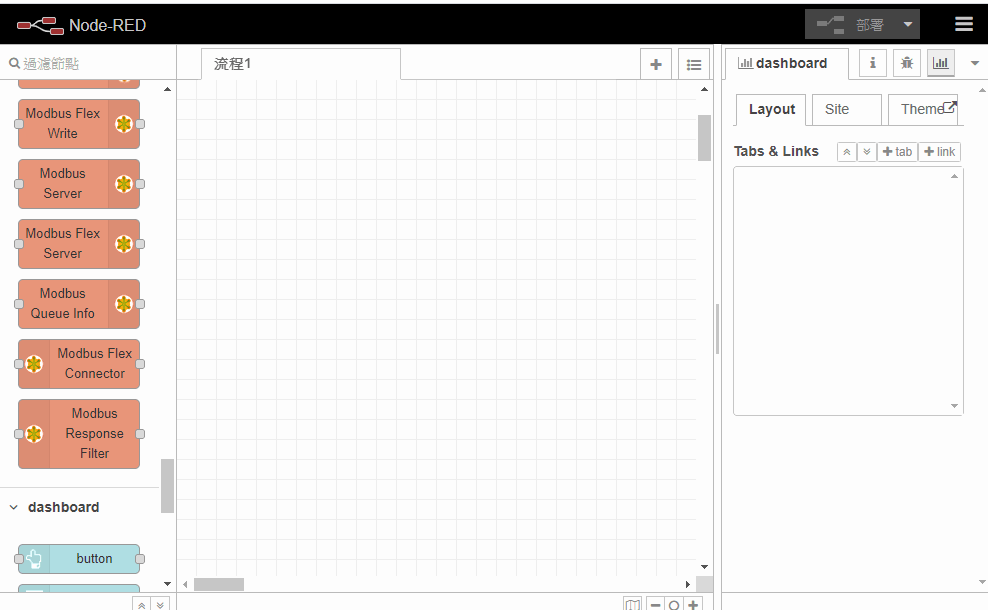 Node-RED
部署
過濾節點
流程1
dashboard
Modbus Flex
Write
Modbus
Server
Modbus Flex
Server
Modbus
Queue Info
Modbus Flex
Connector
Modbus
Response
Filter
dashboard
button
Layout
Site
Theme
Tabs & Links
tab
link